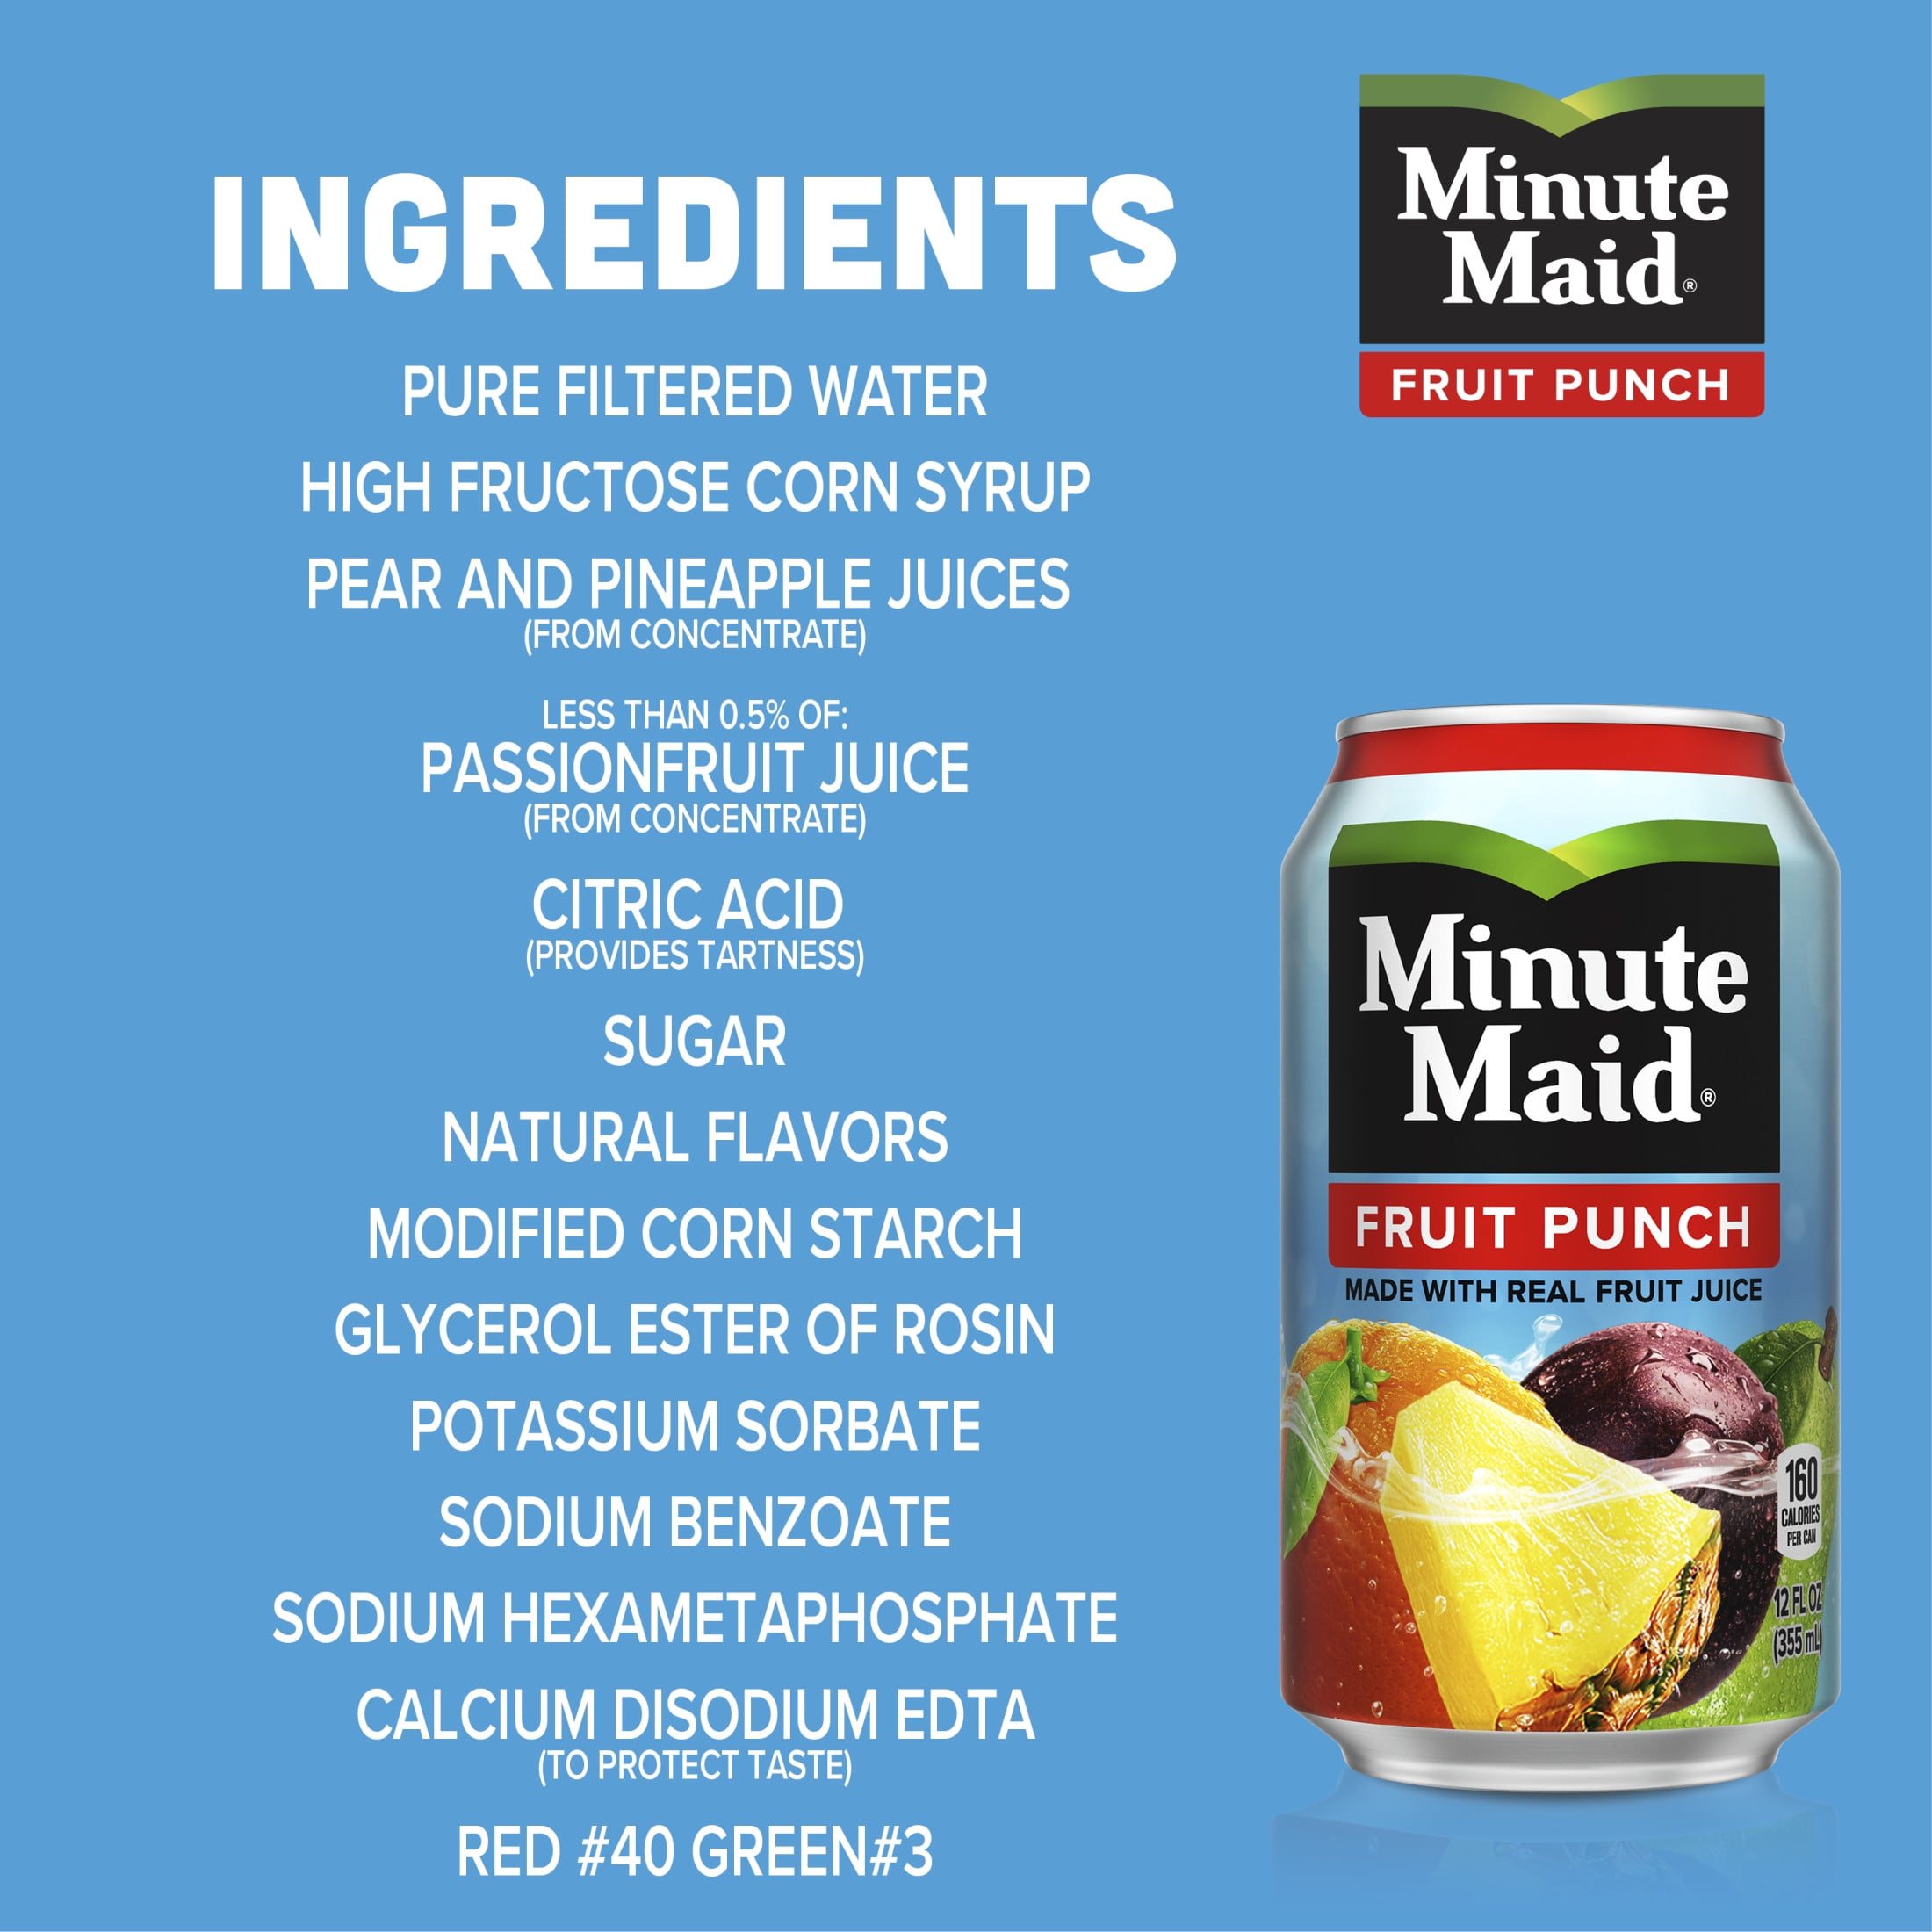 INGREDIENTS
PURE FILTERED WATER
HIGH FRUCTOSE CORN SYRUP
PEAR AND PINEAPPLE JUICES
(FROM CONCENTRATE)
LESS THAN 0.5% OF:
PASSIONFRUIT JUICE
(FROM CONCENTRATE)
CITRIC ACID
(PROVIDES TARTNESS)
SUGAR
NATURAL FLAVORS
MODIFIED CORN STARCH
GLYCEROL ESTER OF ROSIN
POTASSIUM SORBATE
SODIUM BENZOATE
SODIUM HEXAMETAPHOSPHATE
CALCIUM DISODIUM EDTA
(TO PROTECT TASTE)
RED #40 GREEN#3
Minute
Maid®
FRUIT PUNCH
Minute
Maid®
FRUIT PUNCH
MADE WITH REAL FRUIT JUICE
160
CALORIES
PER CAN
12 FL OZ
(355 mL)